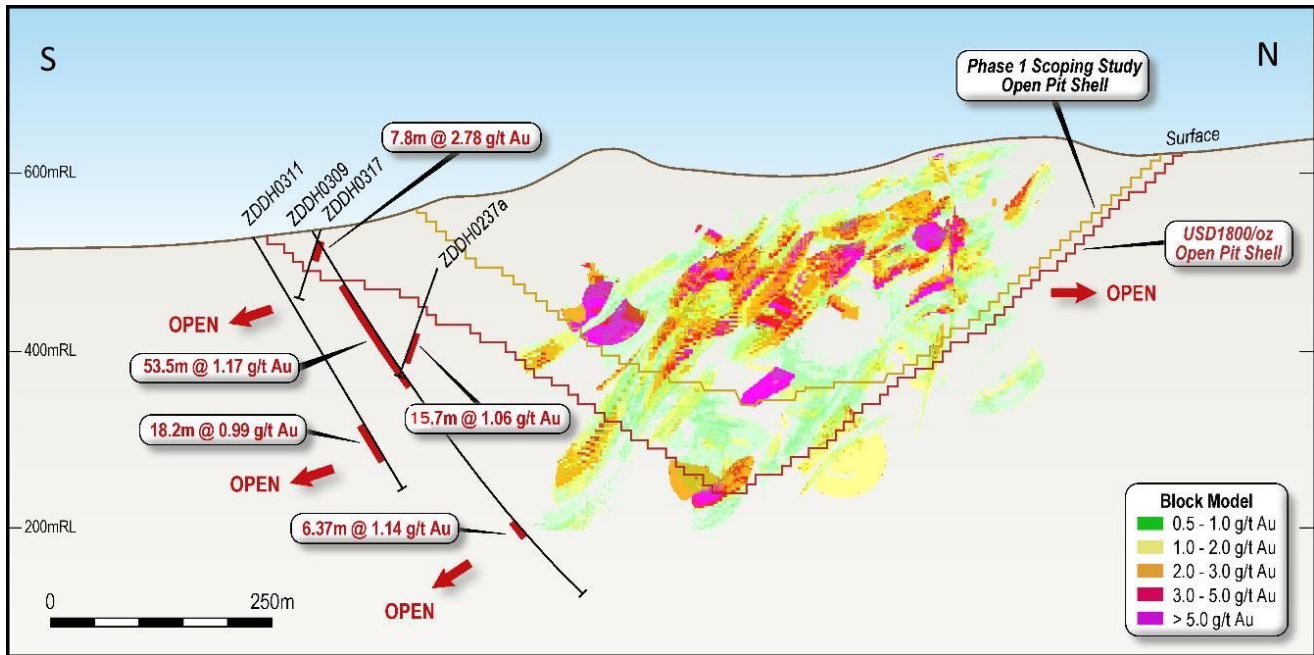 S
N
Phase 1 Scoping Study
Open Pit Shell
7.8m @ 2.78 g/t Au
Surface
600mRL
ZDDH0311
ZDDH0309
ZDDH0317
ZDDH0237a
USD1800/oz
Open Pit Shell
OPEN
OPEN
400mRL
53.5m @ 1.17 g/t Au
15.7m @ 1.06 g/t Au
18.2m @ 0.99 g/t Au
OPEN
200mRL
6.37m @ 1.14 g/t Au
OPEN
0
250m
Block Model
0.5 - 1.0 g/t Au
1.0 - 2.0 g/t Au
2.0 - 3.0 g/t Au
3.0 - 5.0 g/t Au
> 5.0 g/t Au